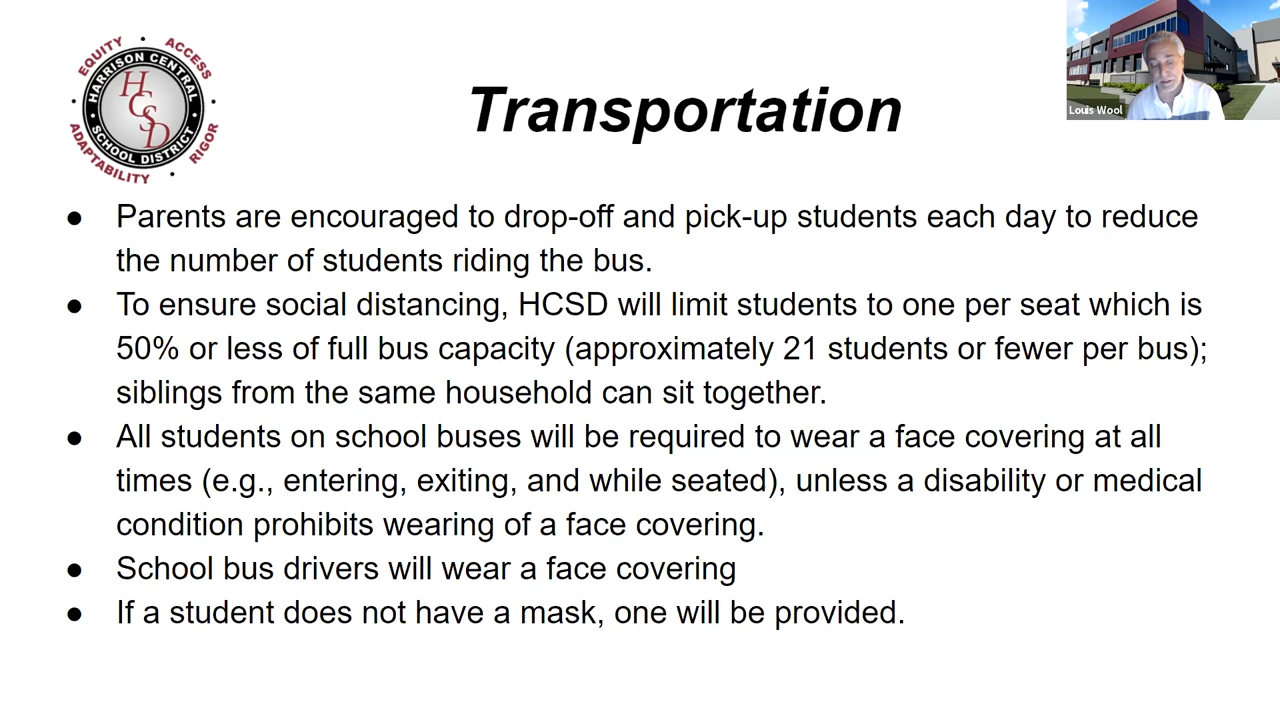 EQUITY
ACCESS
HARRISON CENTRAL
HCSD
SCHOOL DISTRICT
ADAPTABILITY
RIGOR
Transportation
Louis Wool
● Parents are encouraged to drop-off and pick-up students each day to reduce
the number of students riding the bus.
● To ensure social distancing, HCSD will limit students to one per seat which is
50% or less of full bus capacity (approximately 21 students or fewer per bus);
siblings from the same household can sit together.
● All students on school buses will be required to wear a face covering at all
times (e.g., entering, exiting, and while seated), unless a disability or medical
condition prohibits wearing of a face covering.
● School bus drivers will wear a face covering
● If a student does not have a mask, one will be provided.